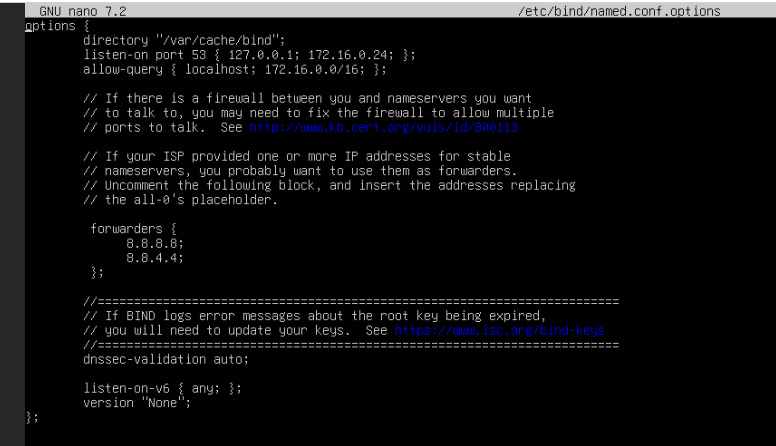 GNU nano 7.2 /etc/bind/named.conf.options
options {
directory "/var/cache/bind";
listen-on port 53 { 127.0.0.1; 172.16.0.24; };
allow-query { localhost; 172.16.0.0/16; };
// If there is a firewall between you and nameservers you want
// to talk to, you may need to fix the firewall to allow multiple
// ports to talk.  See http://www.kb.cert.org/vuls/id/800113
// If your ISP provided one or more IP addresses for stable
// nameservers, you probably want to use them as forwarders.
// Uncomment the following block, and insert the addresses replacing
// the all-0's placeholder.
forwarders {
8.8.8.8;
8.8.4.4;
};
//========================================================================
// If BIND logs error messages about the root key being expired,
// you will need to update your keys.  See https://www.isc.org/bind-keys
//========================================================================
dnssec-validation auto;
listen-on-v6 { any; };
version "None";
};